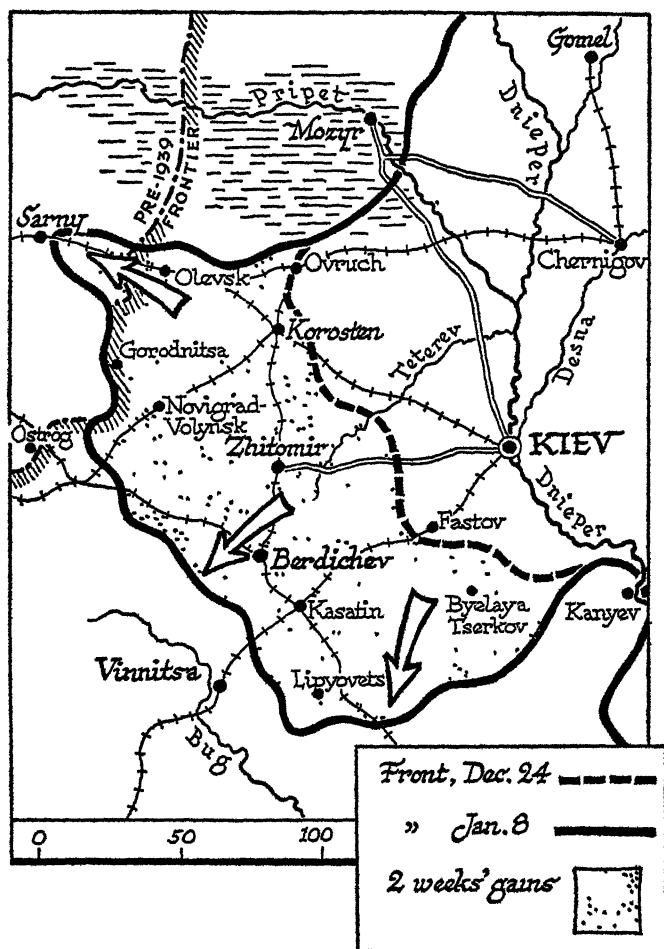 Gomel
Pripet
Dnieper
Mozyr
PRE-1939
FRONTIER
Sarny
Chernigov
Olevsk
Ovruch
Korosten
Teterev
Desna
Gorodnitsa
Novigrad-
Volynsk
Ostrog
Zhitomir
KIEV
Dnieper
Fastov
Berdichev
Kasatin
Byelaya
Tserkov
Kanyev
Vinnitsa
Lipyovets
Bug
Front, Dec. 24
” Jan. 8
2 weeks' gains
0 50 100